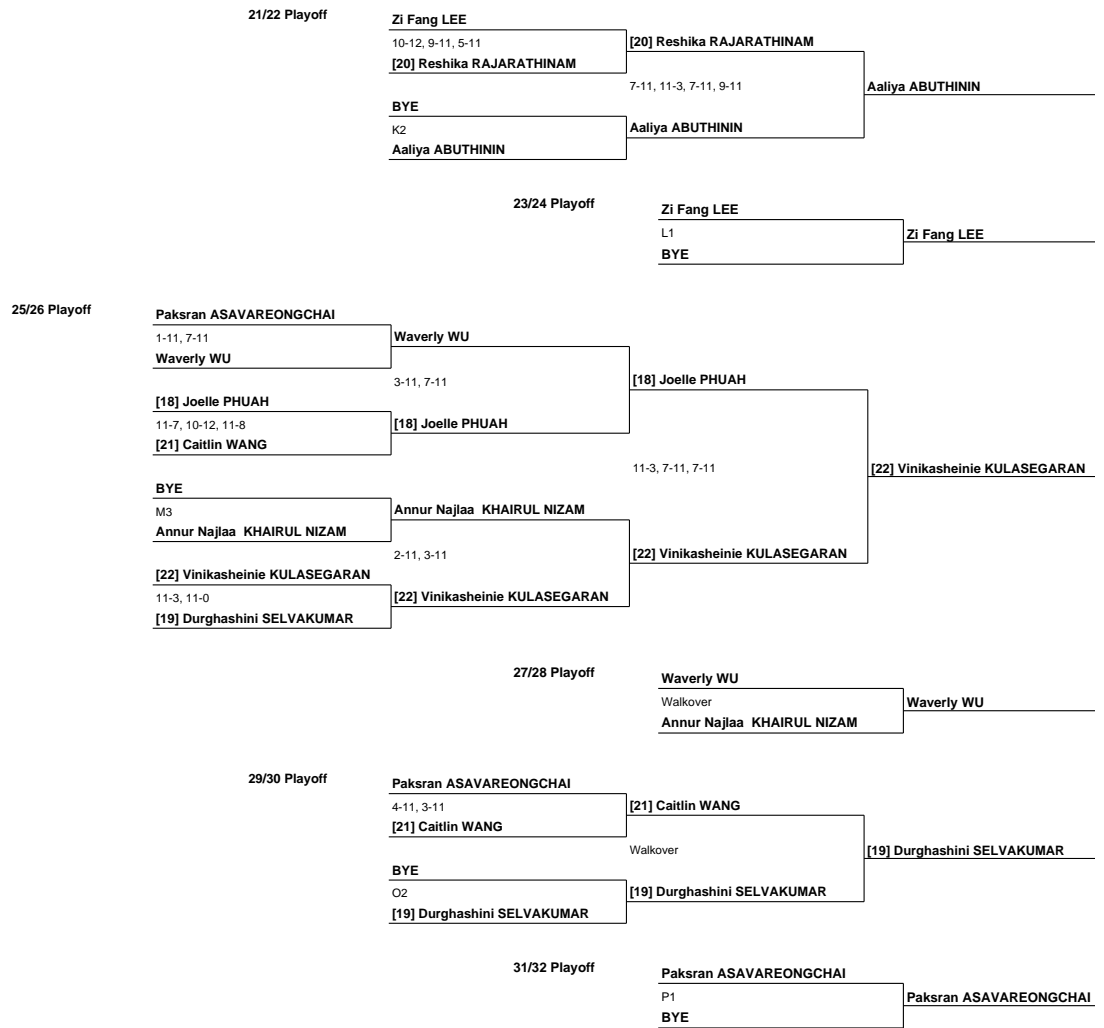 21/22 Playoff
Zi Fang LEE
10-12, 9-11, 5-11
[20] Reshika RAJARATHINAM
[20] Reshika RAJARATHINAM
7-11, 11-3, 7-11, 9-11
Aaliya ABUTHININ
BYE
K2
Aaliya ABUTHININ
Aaliya ABUTHININ
23/24 Playoff
Zi Fang LEE
L1
Zi Fang LEE
BYE
25/26 Playoff
Paksran ASAVAREONGCHAI
1-11, 7-11
Waverly WU
Waverly WU
3-11, 7-11
[18] Joelle PHUAH
[18] Joelle PHUAH
11-7, 10-12, 11-8
[18] Joelle PHUAH
[21] Caitlin WANG
11-3, 7-11, 7-11
[22] Vinikasheinie KULASEGARAN
BYE
M3
Annur Najlaa KHAIRUL NIZAM
Annur Najlaa KHAIRUL NIZAM
2-11, 3-11
[22] Vinikasheinie KULASEGARAN
[22] Vinikasheinie KULASEGARAN
11-3, 11-0
[22] Vinikasheinie KULASEGARAN
[19] Durghashini SELVAKUMAR
27/28 Playoff
Waverly WU
Walkover
Waverly WU
Annur Najlaa KHAIRUL NIZAM
29/30 Playoff
Paksran ASAVAREONGCHAI
4-11, 3-11
[21] Caitlin WANG
[21] Caitlin WANG
Walkover
[19] Durghashini SELVAKUMAR
BYE
O2
[19] Durghashini SELVAKUMAR
[19] Durghashini SELVAKUMAR
31/32 Playoff
Paksran ASAVAREONGCHAI
P1
Paksran ASAVAREONGCHAI
BYE